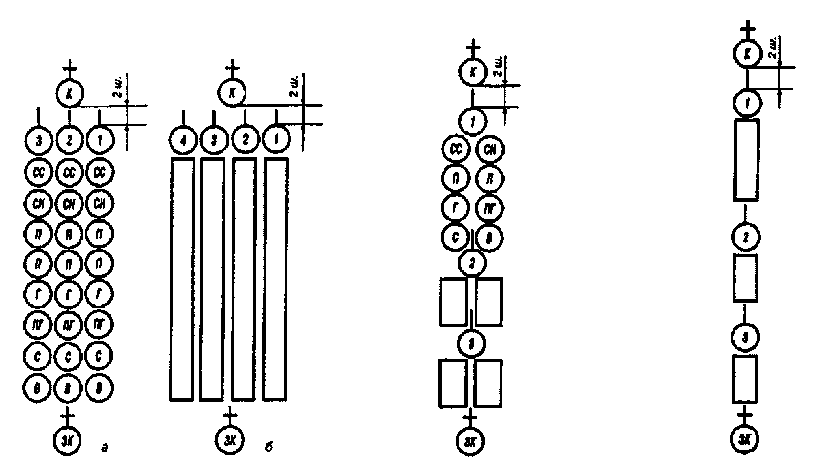 К К К К
2 ш. 2 ш. 2 ш. 2 ш.
3 2 1 4 3 2 1 1 1
СС СС СС СС СН
СН СН СН П П
П П П Г ПГ
П П П С В
Г Г Г 2 2
ПГ ПГ ПГ 3 3
С С С
В В В
ЗК а ЗК б ЗК ЗК